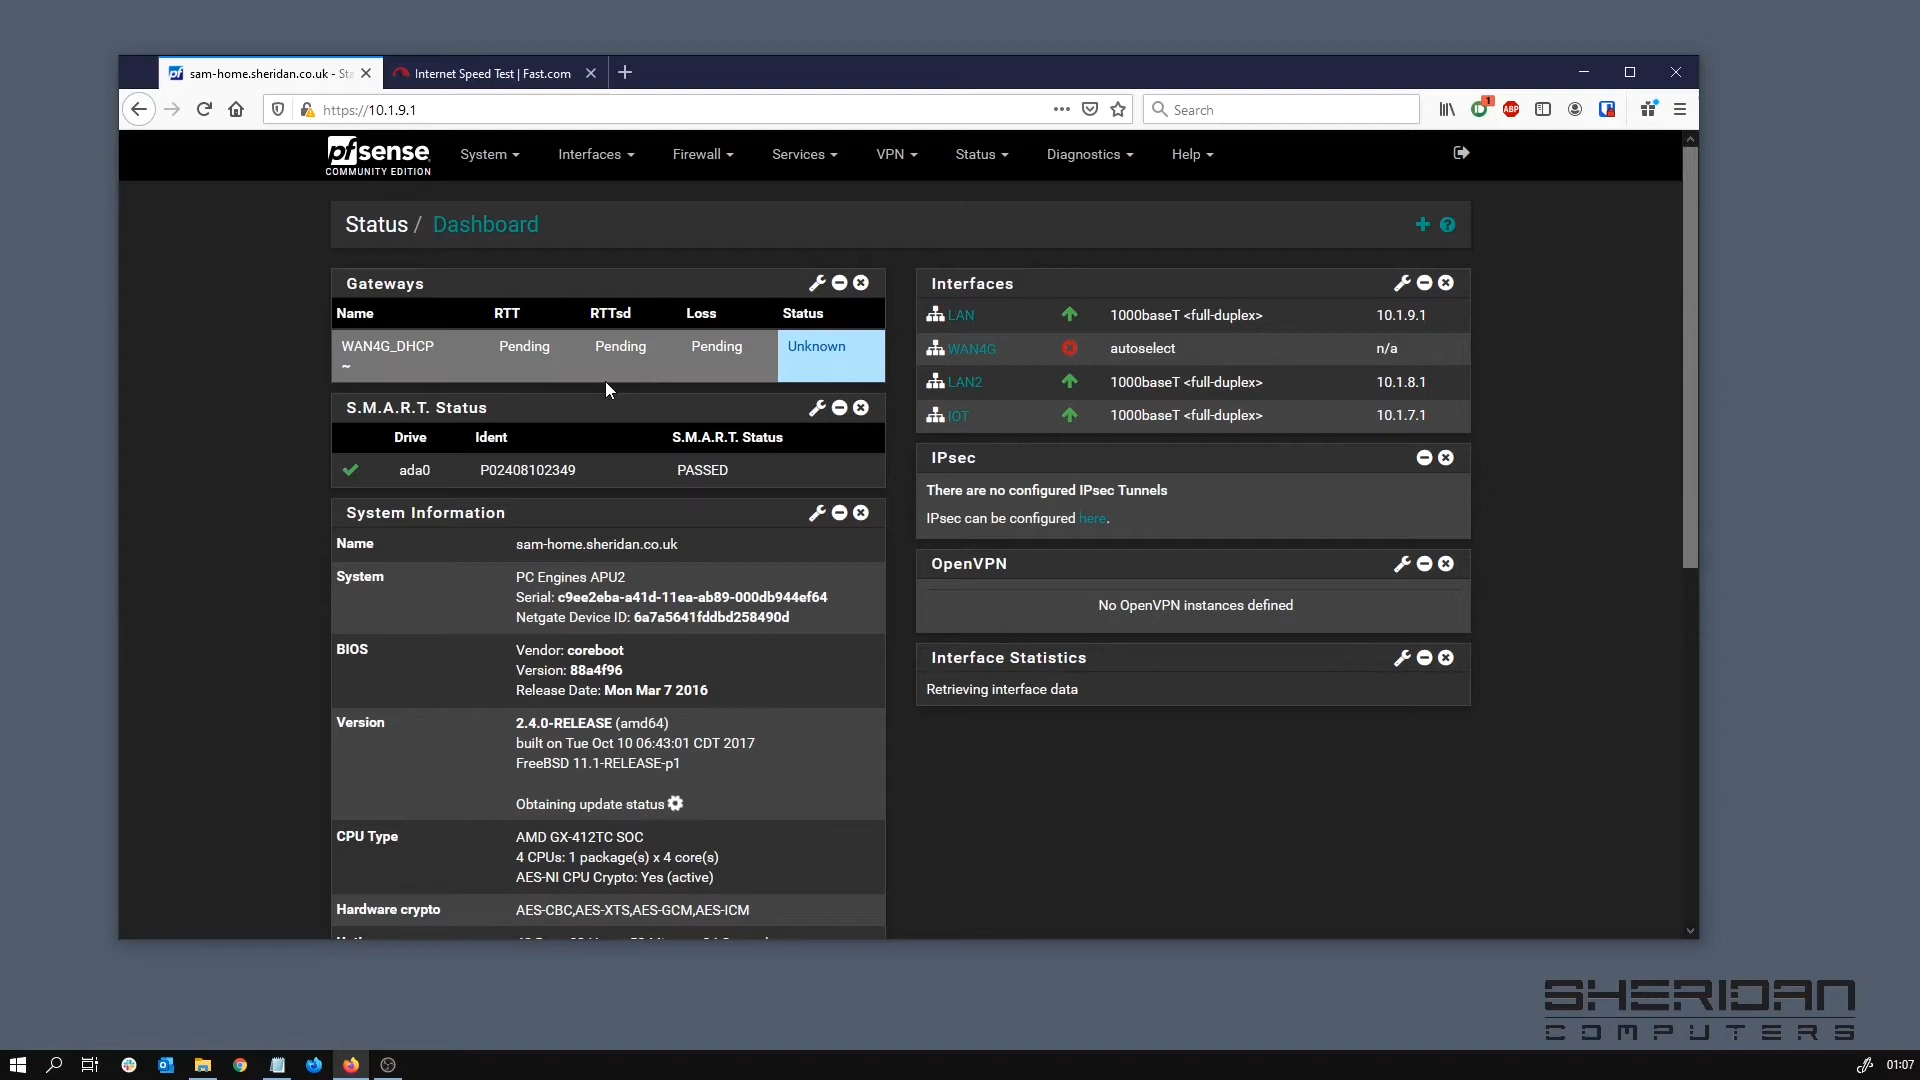 sam-home.sheridan.co.uk - Sta
Internet Speed Test | Fast.com
https://10.1.9.1
Search
1
ABP
pfsense
COMMUNITY EDITION
System
Interfaces
Firewall
Services
VPN
Status
Diagnostics
Help
Status / Dashboard
Gateways
Name RTT RTTsd Loss Status
WAN4G_DHCP Pending Pending Pending Unknown
~
S.M.A.R.T. Status
Drive Ident S.M.A.R.T. Status
ada0 P02408102349 PASSED
System Information
Name sam-home.sheridan.co.uk
System PC Engines APU2
Serial: c9ee2eba-a41d-11ea-ab89-000db944ef64
Netgate Device ID: 6a7a5641fddbd258490d
BIOS Vendor: coreboot
Version: 88a4f96
Release Date: Mon Mar 7 2016
Version 2.4.0-RELEASE (amd64)
built on Tue Oct 10 06:43:01 CDT 2017
FreeBSD 11.1-RELEASE-p1
Obtaining update status
CPU Type AMD GX-412TC SOC
4 CPUs: 1 package(s) x 4 core(s)
AES-NI CPU Crypto: Yes (active)
Hardware crypto AES-CBC,AES-XTS,AES-GCM,AES-ICM
Interfaces
LAN 1000baseT <full-duplex> 10.1.9.1
WAN4G autoselect n/a
LAN2 1000baseT <full-duplex> 10.1.8.1
IOT 1000baseT <full-duplex> 10.1.7.1
IPsec
There are no configured IPsec Tunnels
IPsec can be configured here.
OpenVPN
No OpenVPN instances defined
Interface Statistics
Retrieving interface data
SHERIDAN
COMPUTERS
01:07